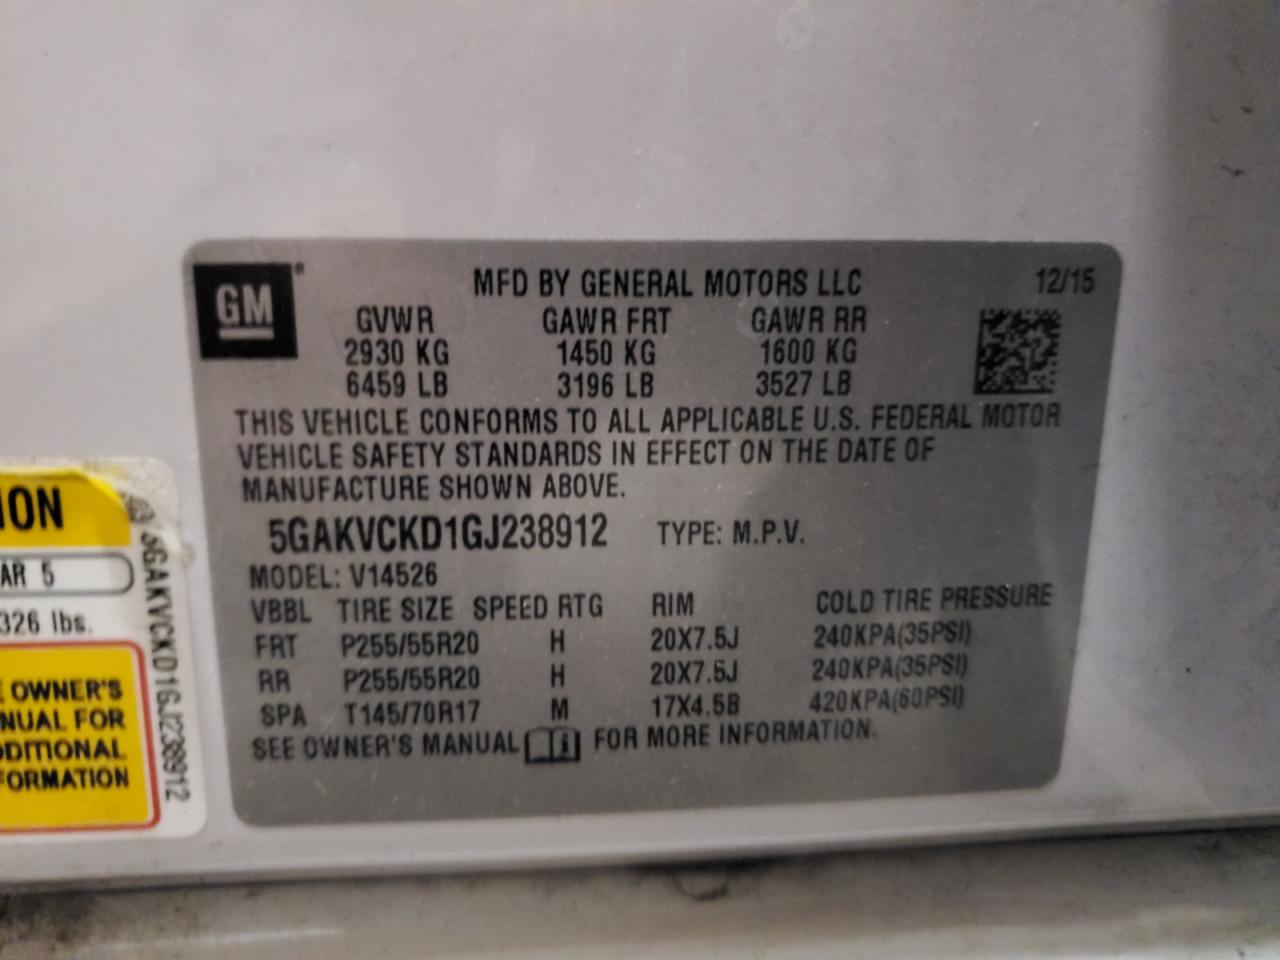 GM®
MFD BY GENERAL MOTORS LLC 12/15
GVWR GAWR FRT GAWR RR
2930 KG 1450 KG 1600 KG
6459 LB 3196 LB 3527 LB
THIS VEHICLE CONFORMS TO ALL APPLICABLE U.S. FEDERAL MOTOR
VEHICLE SAFETY STANDARDS IN EFFECT ON THE DATE OF
MANUFACTURE SHOWN ABOVE.
5GAKVCKD1GJ238912 TYPE: M.P.V.
MODEL: V14526
VBBL TIRE SIZE SPEED RTG RIM COLD TIRE PRESSURE
FRT P255/55R20 H 20X7.5J 240KPA(35PSI)
RR P255/55R20 H 20X7.5J 240KPA(35PSI)
SPA T145/70R17 M 17X4.5B 420KPA(60PSI)
SEE OWNER'S MANUAL FOR MORE INFORMATION.
ION
AR 5
326 lbs.
E OWNER'S
NUAL FOR
DDITIONAL
FORMATION
5GAKVCKD1GJ238912